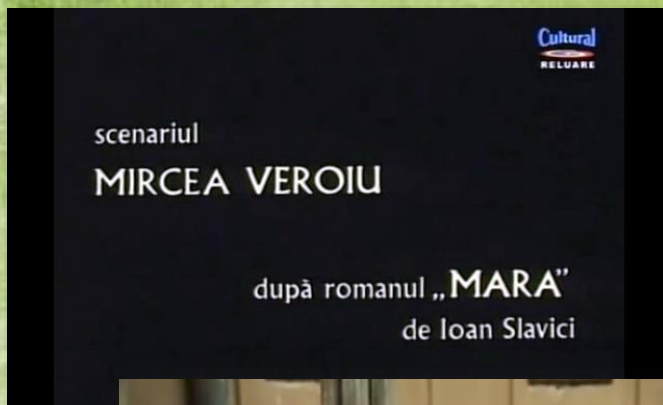 Cultural
RELUARE
scenariul
MIRCEA VEROIU
după romanul „MARA”
de Ioan Slavici